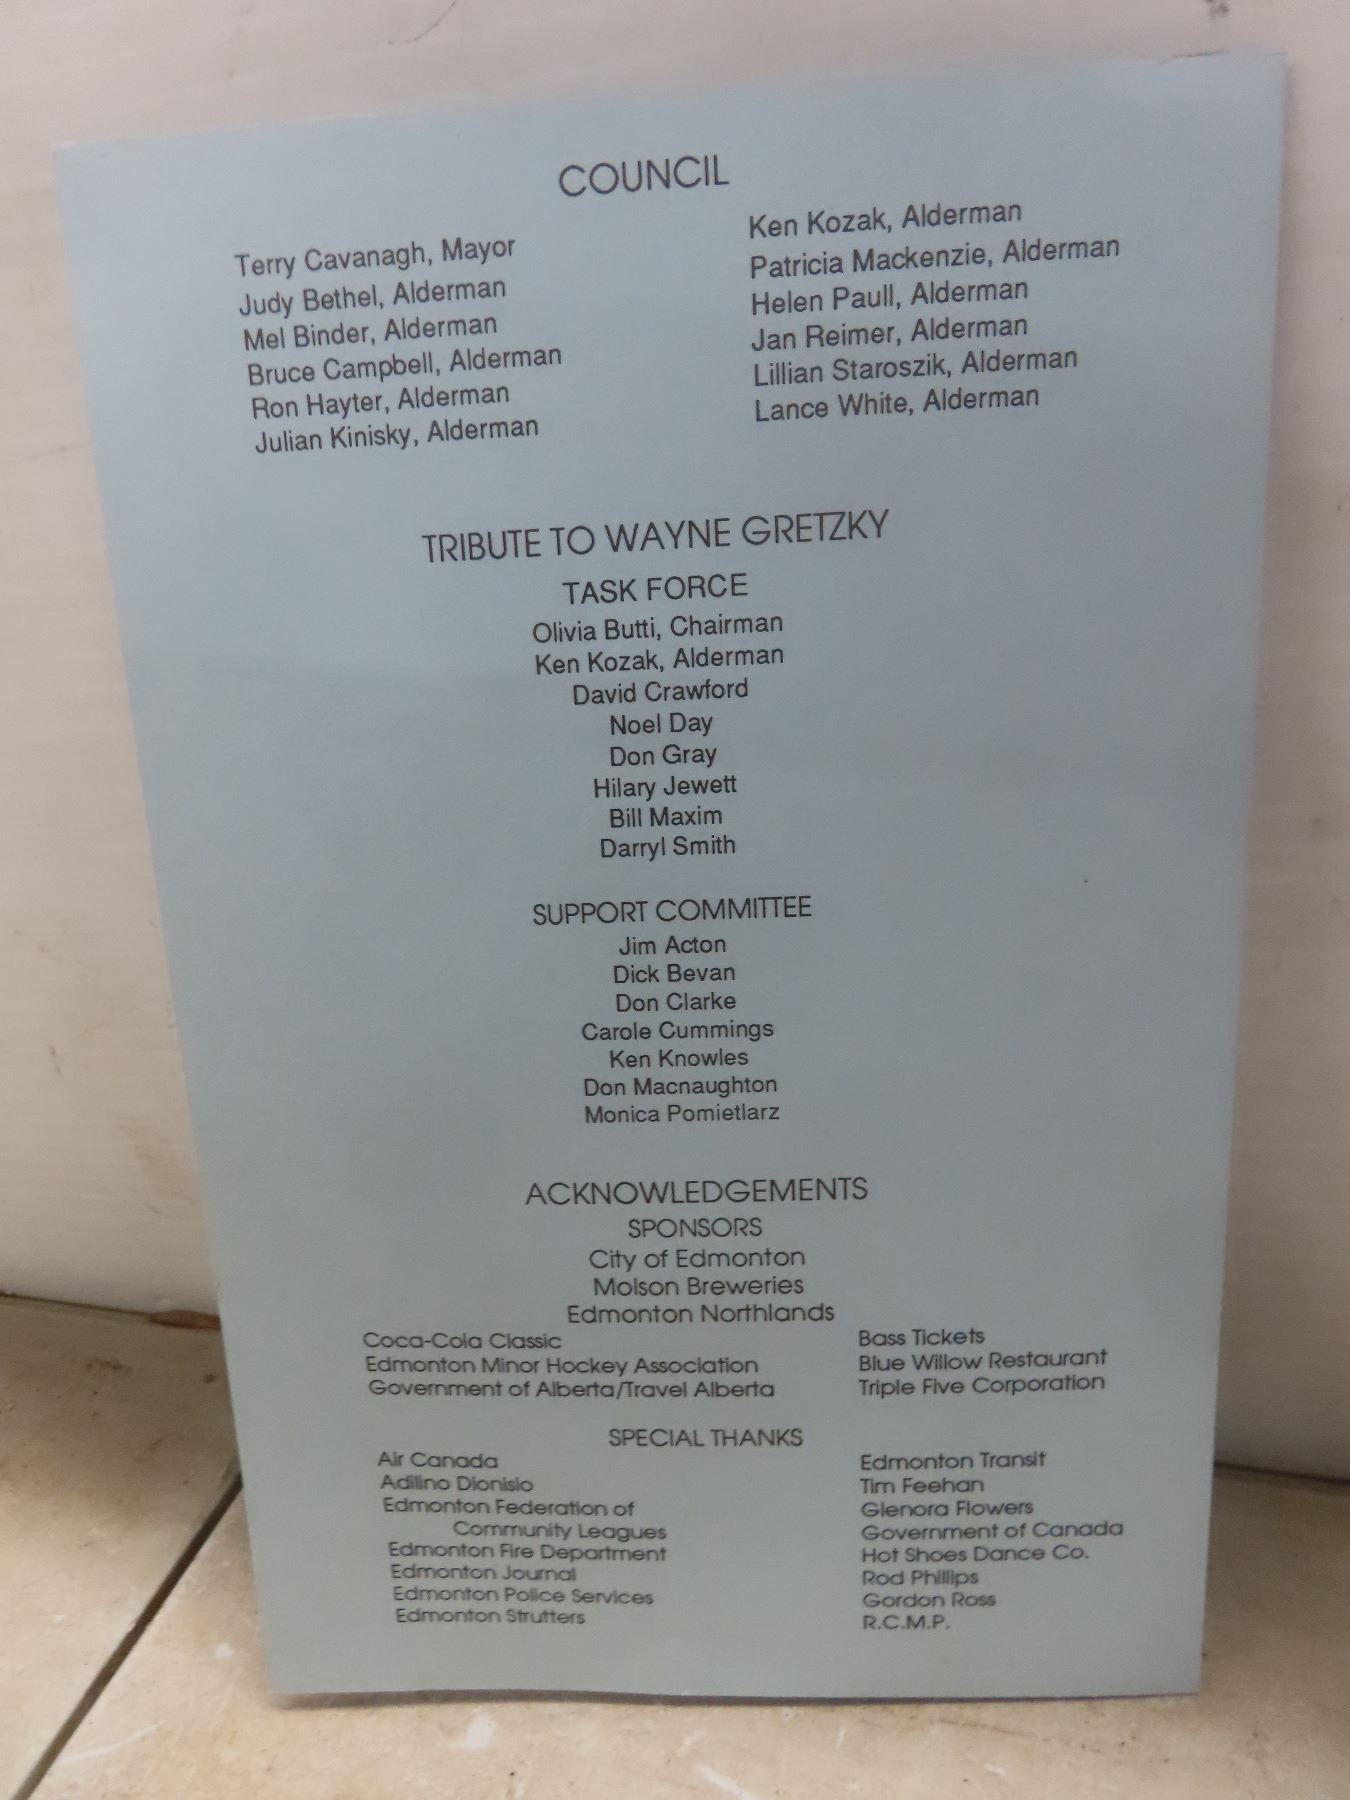 COUNCIL
Terry Cavanagh, Mayor
Judy Bethel, Alderman
Mel Binder, Alderman
Bruce Campbell, Alderman
Ron Hayter, Alderman
Julian Kinisky, Alderman
Ken Kozak, Alderman
Patricia Mackenzie, Alderman
Helen Paull, Alderman
Jan Reimer, Alderman
Lillian Staroszik, Alderman
Lance White, Alderman
TRIBUTE TO WAYNE GRETZKY
TASK FORCE
Olivia Butti, Chairman
Ken Kozak, Alderman
David Crawford
Noel Day
Don Gray
Hilary Jewett
Bill Maxim
Darryl Smith
SUPPORT COMMITTEE
Jim Acton
Dick Bevan
Don Clarke
Carole Cummings
Ken Knowles
Don Macnaughton
Monica Pomietlarz
ACKNOWLEDGEMENTS
SPONSORS
City of Edmonton
Molson Breweries
Edmonton Northlands
Coca-Cola Classic
Edmonton Minor Hockey Association
Government of Alberta/Travel Alberta
Bass Tickets
Blue Willow Restaurant
Triple Five Corporation
SPECIAL THANKS
Air Canada
Adilino Dionisio
Edmonton Federation of
Community Leagues
Edmonton Fire Department
Edmonton Journal
Edmonton Police Services
Edmonton Strutters
Edmonton Transit
Tim Feehan
Glenora Flowers
Government of Canada
Hot Shoes Dance Co.
Rod Phillips
Gordon Ross
R.C.M.P.